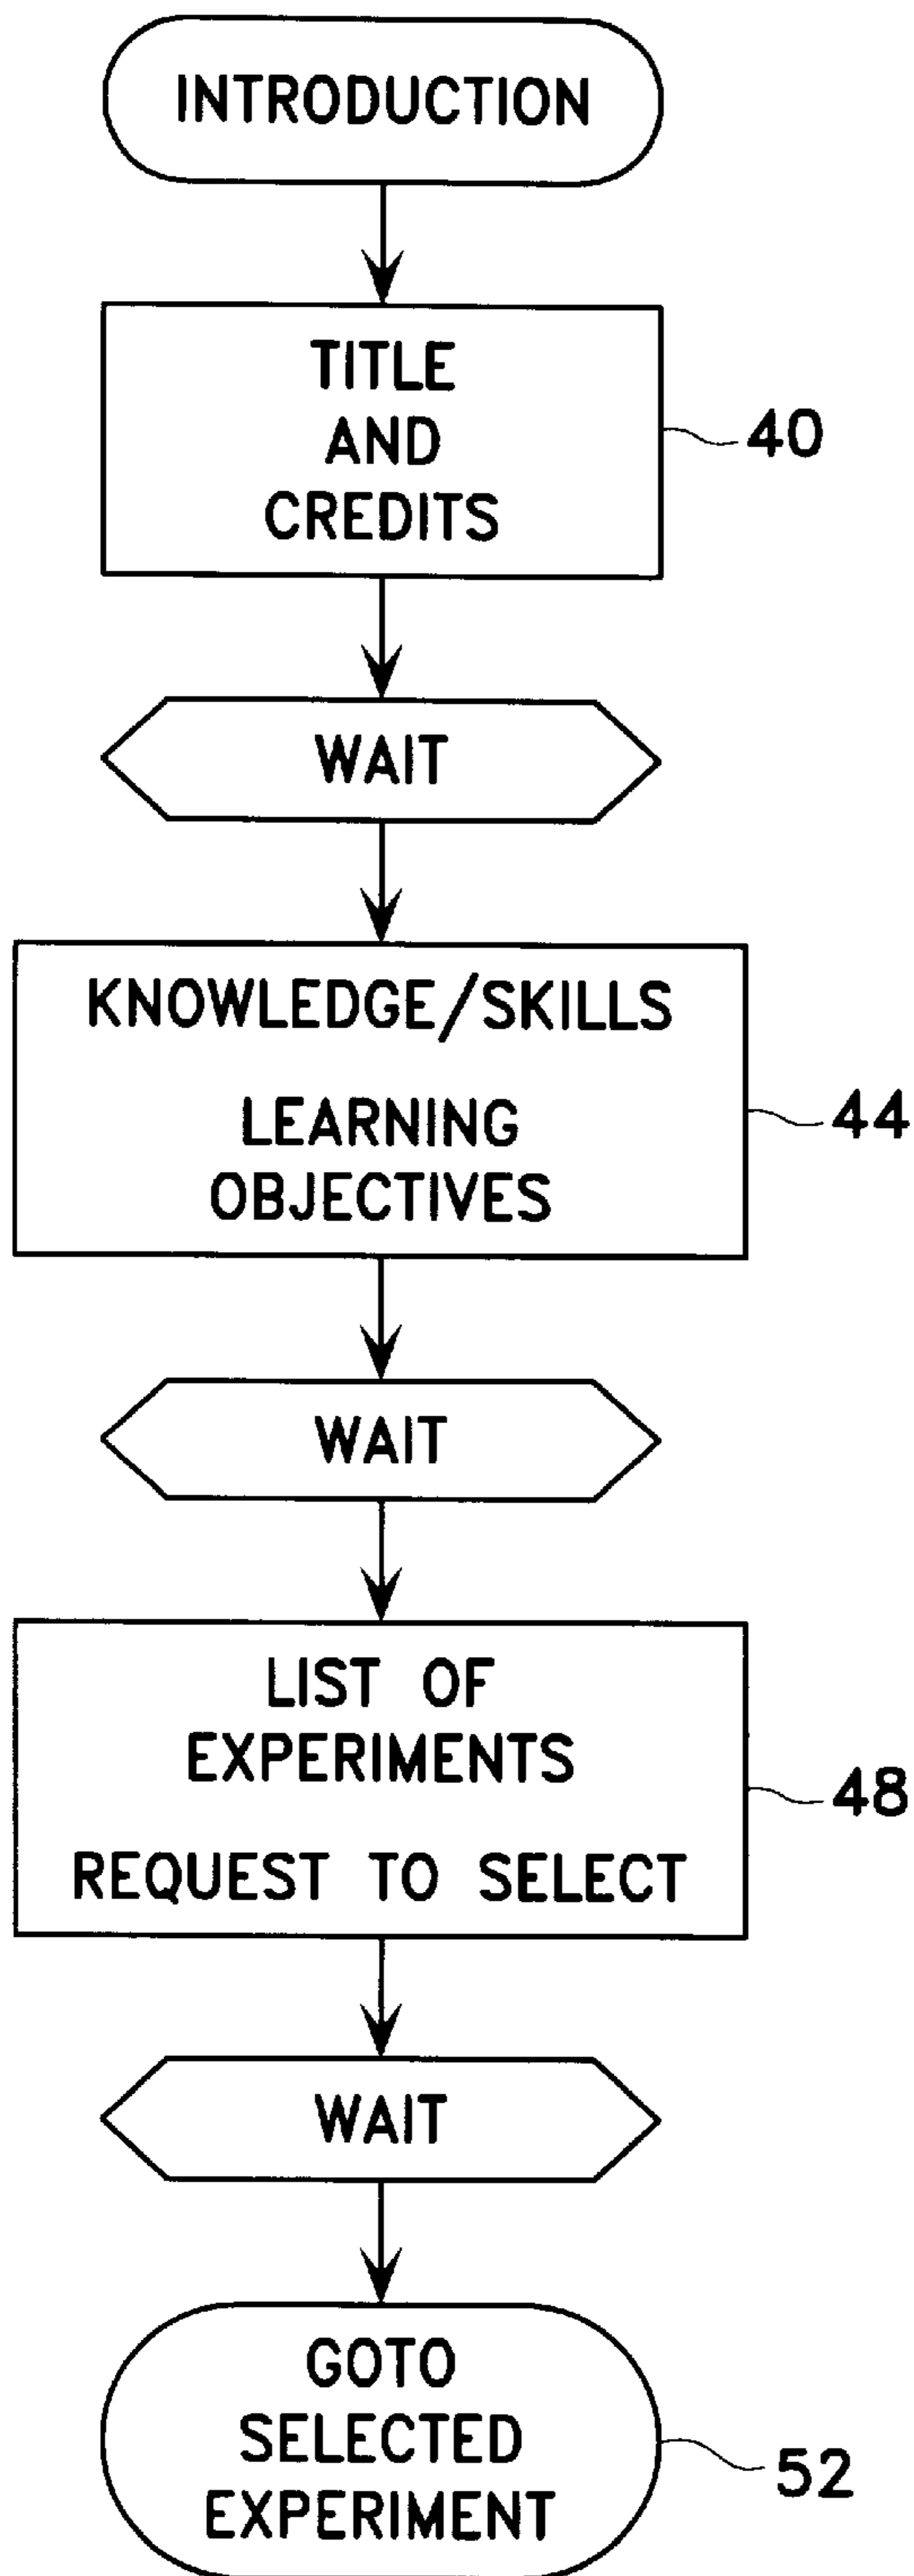 INTRODUCTION
TITLE
AND
CREDITS
40
WAIT
KNOWLEDGE/SKILLS
LEARNING
OBJECTIVES
44
WAIT
LIST OF
EXPERIMENTS
REQUEST TO SELECT
48
WAIT
GOTO
SELECTED
EXPERIMENT
52